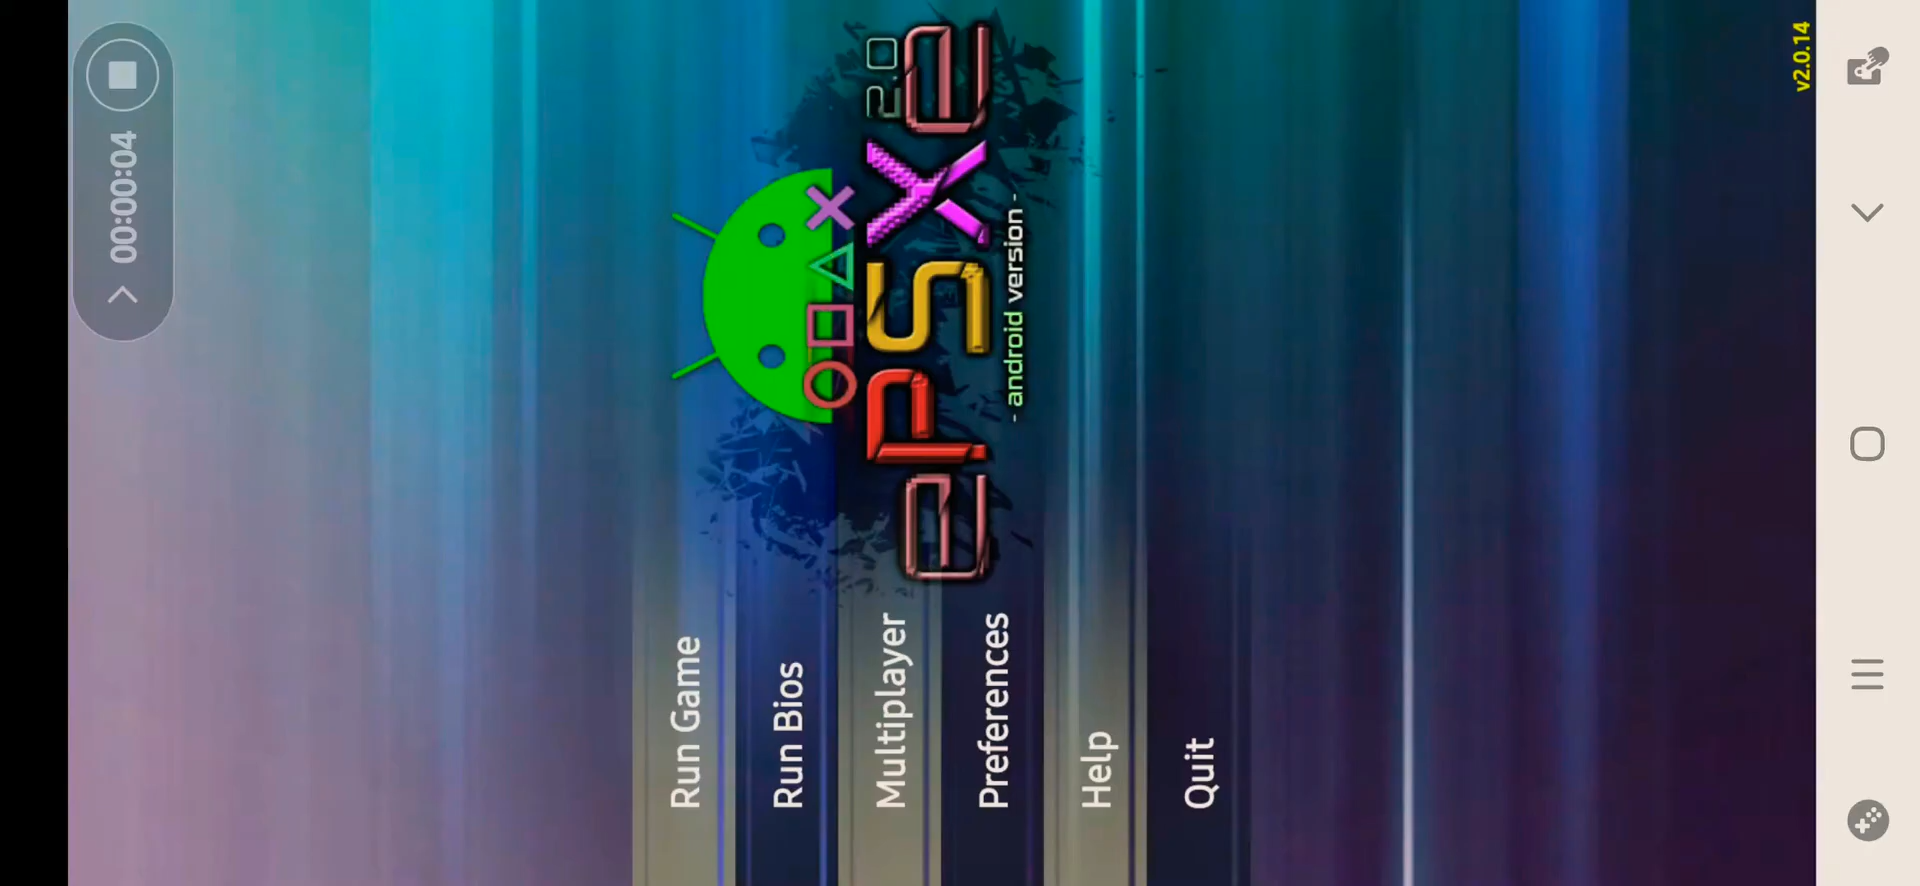 00:00:04
2.0
ePSXe
- android version -
Run Game
Run Bios
Multiplayer
Preferences
Help
Quit
v2.0.14